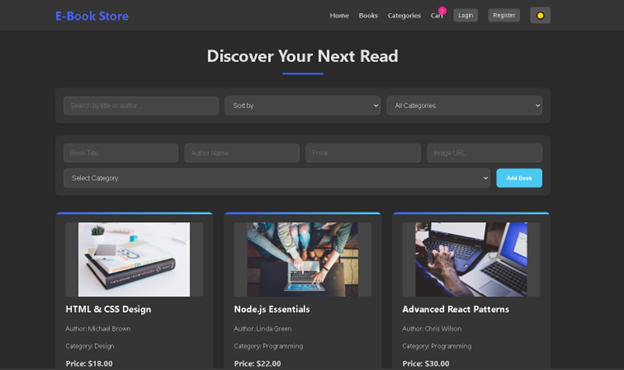 E-Book Store
Home Books Categories Cart Login Register
Discover Your Next Read
Search by title or author... Sort by All Categories
Book Title Author Name Price Image URL
Select Category Add Book
HTML & CSS Design Node.js Essentials Advanced React Patterns
Author: Michael Brown Author: Linda Green Author: Chris Wilson
Category: Design Category: Programming Category: Programming
Price: $18.00 Price: $22.00 Price: $30.00